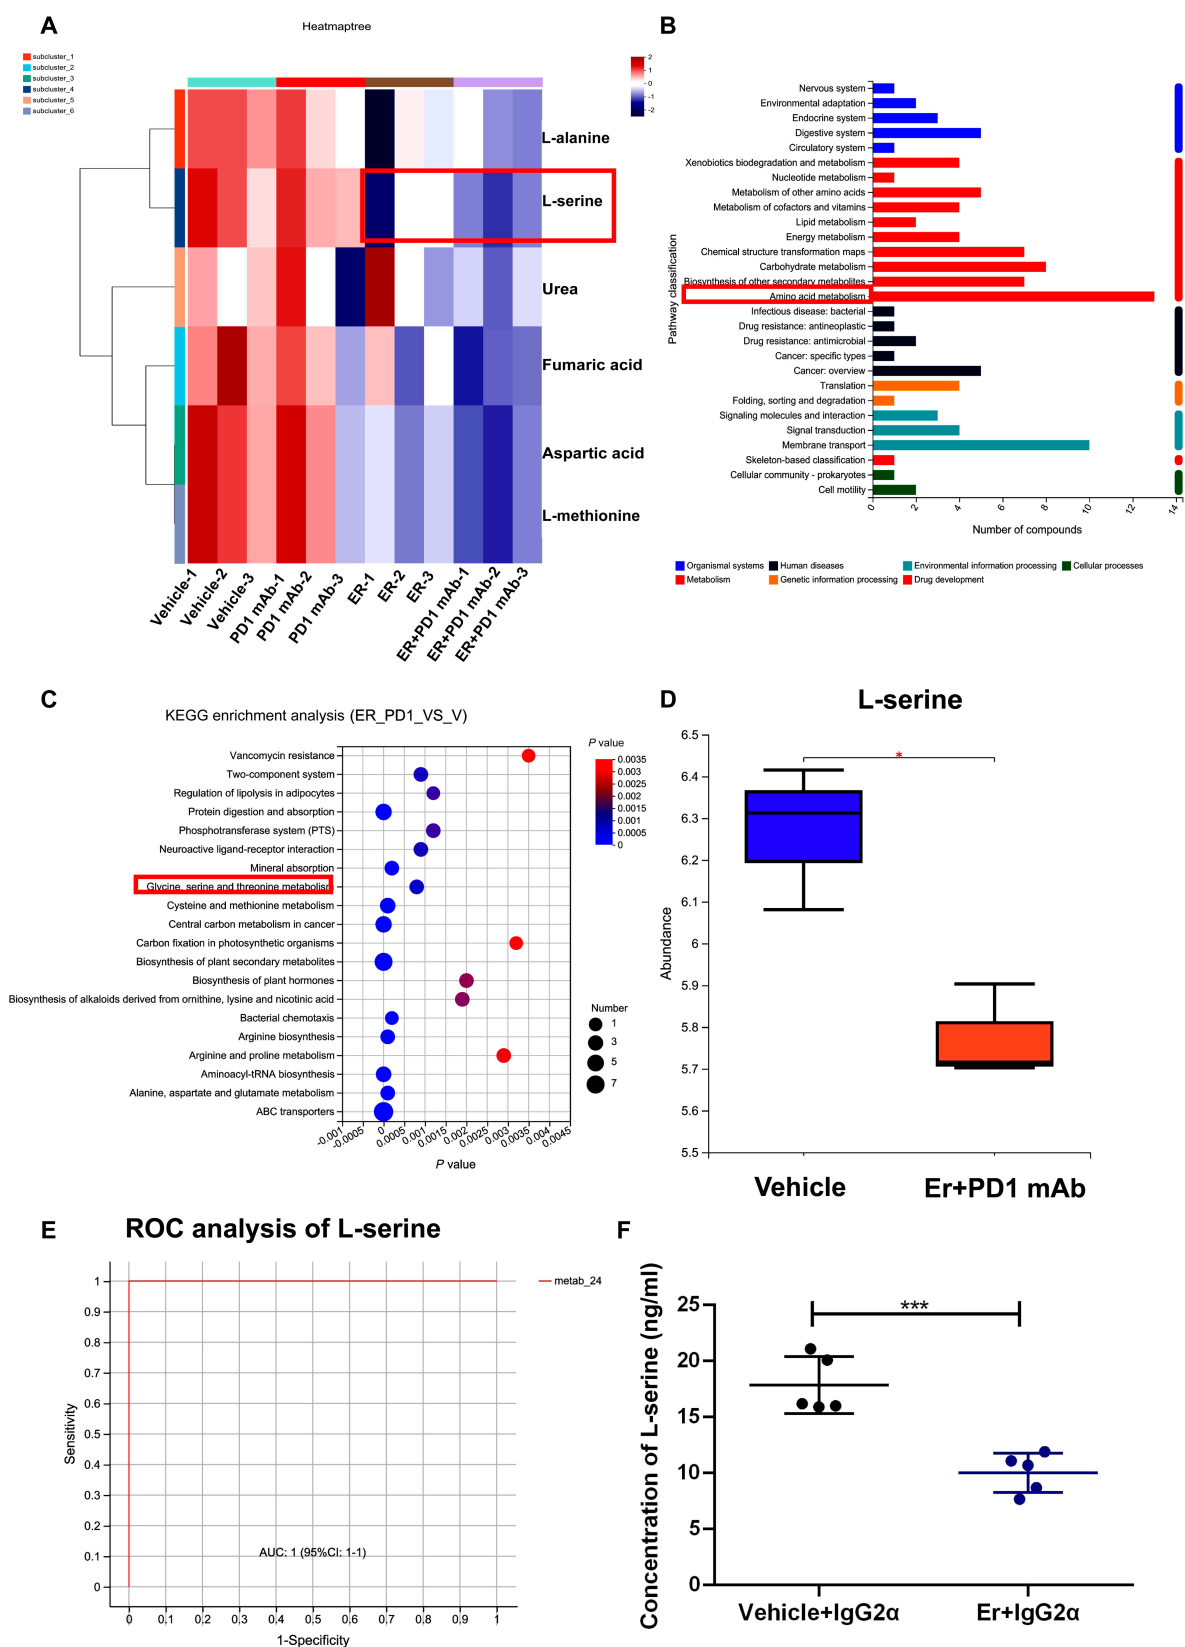 A
Heatmaptree
subcluster_1
subcluster_2
subcluster_3
subcluster_4
subcluster_5
subcluster_6
2
1
0
-1
-2
L-alanine
L-serine
Urea
Fumaric acid
Aspartic acid
L-methionine
Vehicle-1
Vehicle-2
Vehicle-3
PD1 mAb-1
PD1 mAb-2
PD1 mAb-3
ER-1
ER-2
ER-3
ER+PD1 mAb-1
ER+PD1 mAb-2
ER+PD1 mAb-3
B
Pathway classification
Nervous system
Environmental adaptation
Endocrine system
Digestive system
Circulatory system
Xenobiotics biodegradation and metabolism
Nucleotide metabolism
Metabolism of other amino acids
Metabolism of cofactors and vitamins
Lipid metabolism
Energy metabolism
Chemical structure transformation maps
Carbohydrate metabolism
Biosynthesis of other secondary metabolites
Amino acid metabolism
Infectious disease: bacterial
Drug resistance: antineoplastic
Drug resistance: antimicrobial
Cancer: specific types
Cancer: overview
Translation
Folding, sorting and degradation
Signaling molecules and interaction
Signal transduction
Membrane transport
Skeleton-based classification
Cellular community - prokaryotes
Cell motility
0 2 4 6 8 10 12 14
Number of compounds
Organismal systems Human diseases Environmental information processing Cellular processes
Metabolism Genetic information processing Drug development
C
KEGG enrichment analysis (ER_PD1_VS_V)
Vancomycin resistance
Two-component system
Regulation of lipolysis in adipocytes
Protein digestion and absorption
Phosphotransferase system (PTS)
Neuroactive ligand-receptor interaction
Mineral absorption
Glycine, serine and threonine metabolism
Cysteine and methionine metabolism
Central carbon metabolism in cancer
Carbon fixation in photosynthetic organisms
Biosynthesis of plant secondary metabolites
Biosynthesis of plant hormones
Biosynthesis of alkaloids derived from ornithine, lysine and nicotinic acid
Bacterial chemotaxis
Arginine biosynthesis
Arginine and proline metabolism
Aminoacyl-tRNA biosynthesis
Alanine, aspartate and glutamate metabolism
ABC transporters
-0.001 -0.0005 0 0.0005 0.001 0.0015 0.002 0.0025 0.003 0.0035 0.004 0.0045
P value
P value
0.0035
0.003
0.0025
0.002
0.0015
0.001
0.0005
0
Number
1
3
5
7
D
L-serine
*
Abundance
6.5
6.4
6.3
6.2
6.1
6
5.9
5.8
5.7
5.6
5.5
Vehicle Er+PD1 mAb
E
ROC analysis of L-serine
metab_24
Sensitivity
1
0.9
0.8
0.7
0.6
0.5
0.4
0.3
0.2
0.1
0
AUC: 1 (95%CI: 1-1)
0 0,1 0,2 0,3 0,4 0,5 0,6 0,7 0,8 0,9 1
1-Specificity
F
Concentration of L-serine (ng/ml)
***
25
20
15
10
5
0
Vehicle+IgG2α Er+IgG2α